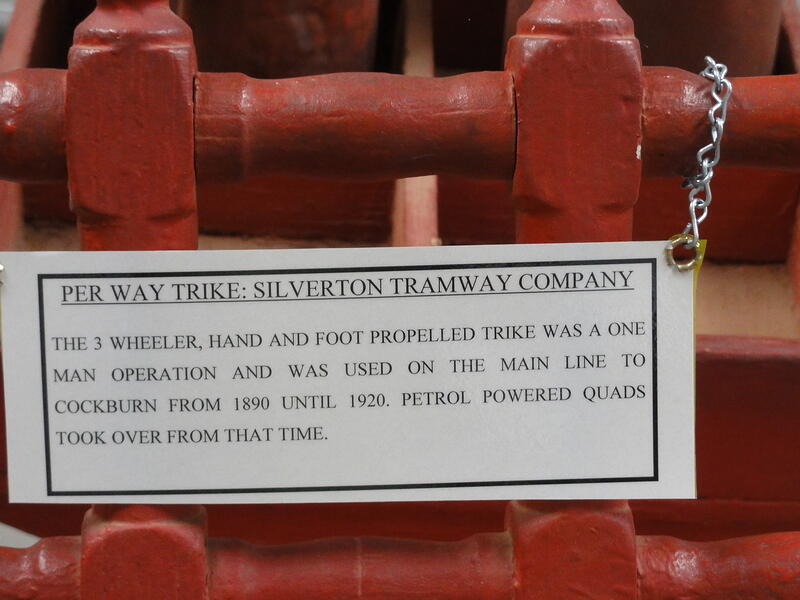 PER WAY TRIKE: SILVERTON TRAMWAY COMPANY
THE 3 WHEELER, HAND AND FOOT PROPELLED TRIKE WAS A ONE
MAN OPERATION AND WAS USED ON THE MAIN LINE TO
COCKBURN FROM 1890 UNTIL 1920. PETROL POWERED QUADS
TOOK OVER FROM THAT TIME.